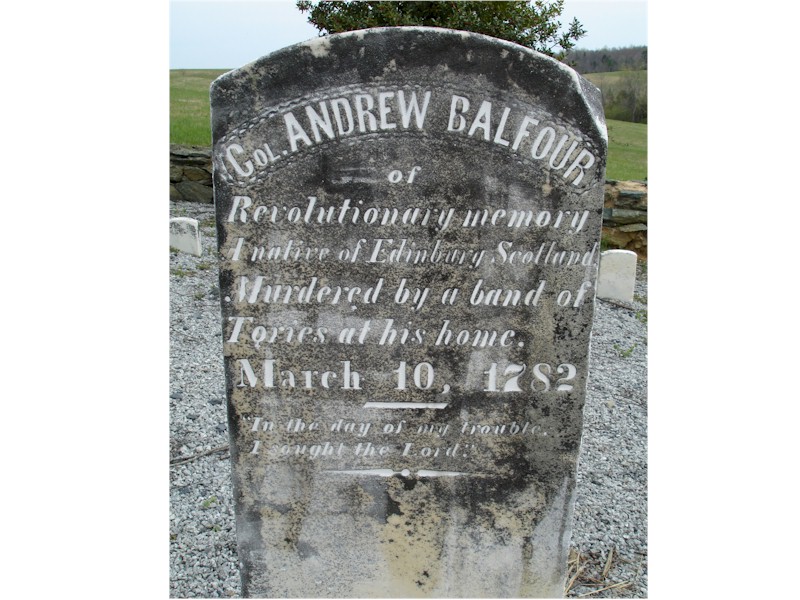 Col. ANDREW BALFOUR
of
Revolutionary memory
A native of Edinburg Scotland
Murdered by a band of
Tories at his home.
March 10, 1782
"In the day of my trouble,
I sought the Lord."